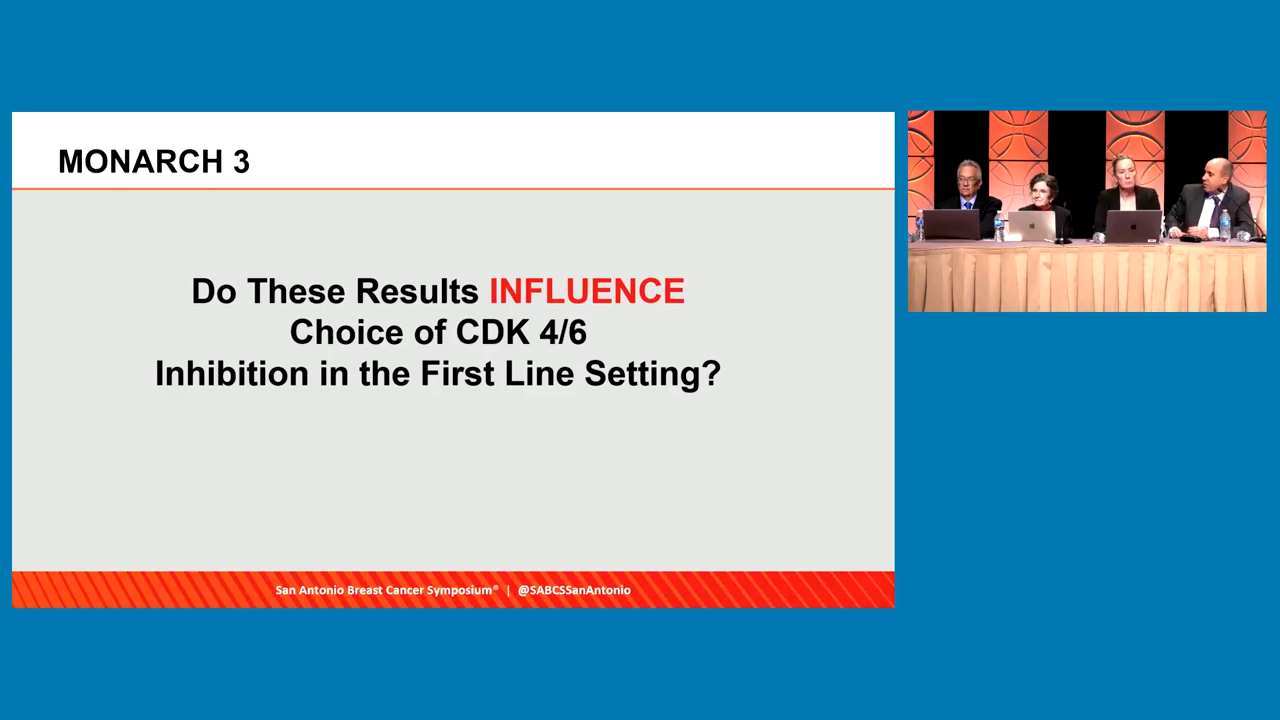 MONARCH 3
Do These Results INFLUENCE
Choice of CDK 4/6
Inhibition in the First Line Setting?
San Antonio Breast Cancer Symposium® | @SABCSSanAntonio